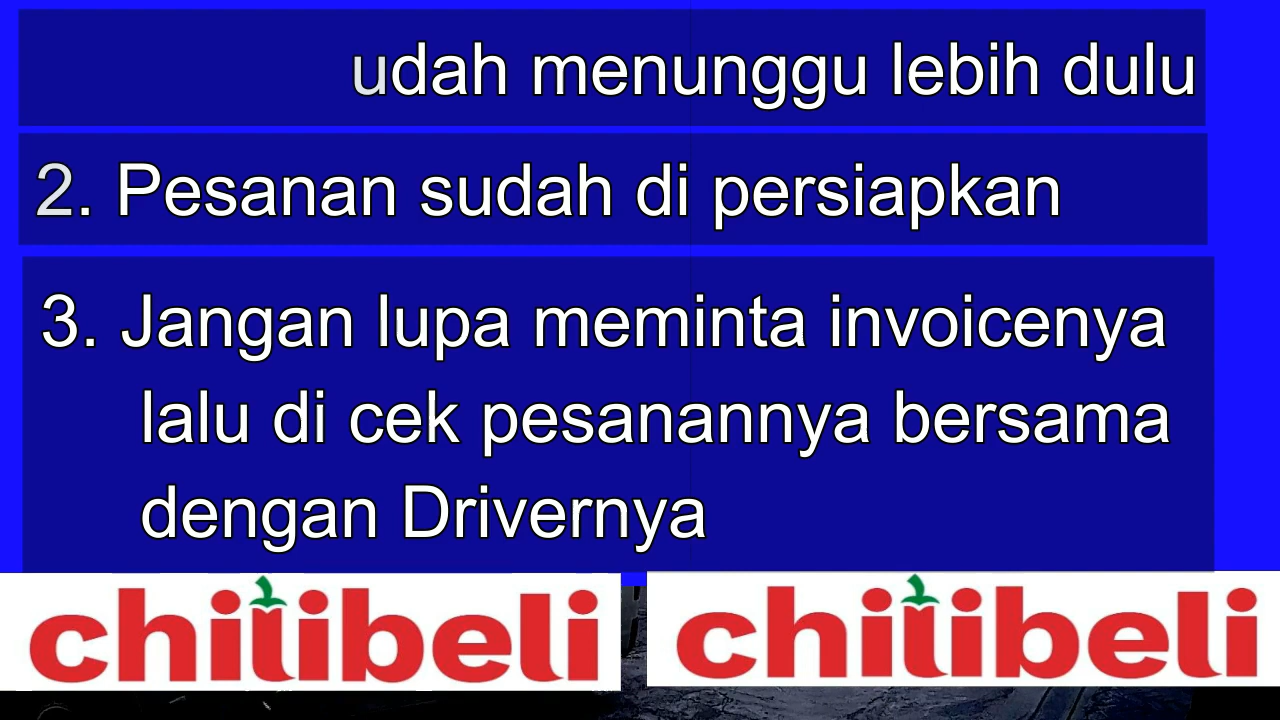 udah menunggu lebih dulu
2. Pesanan sudah di persiapkan
3. Jangan lupa meminta invoicenya
lalu di cek pesanannya bersama
dengan Drivernya
chilibeli chilibeli